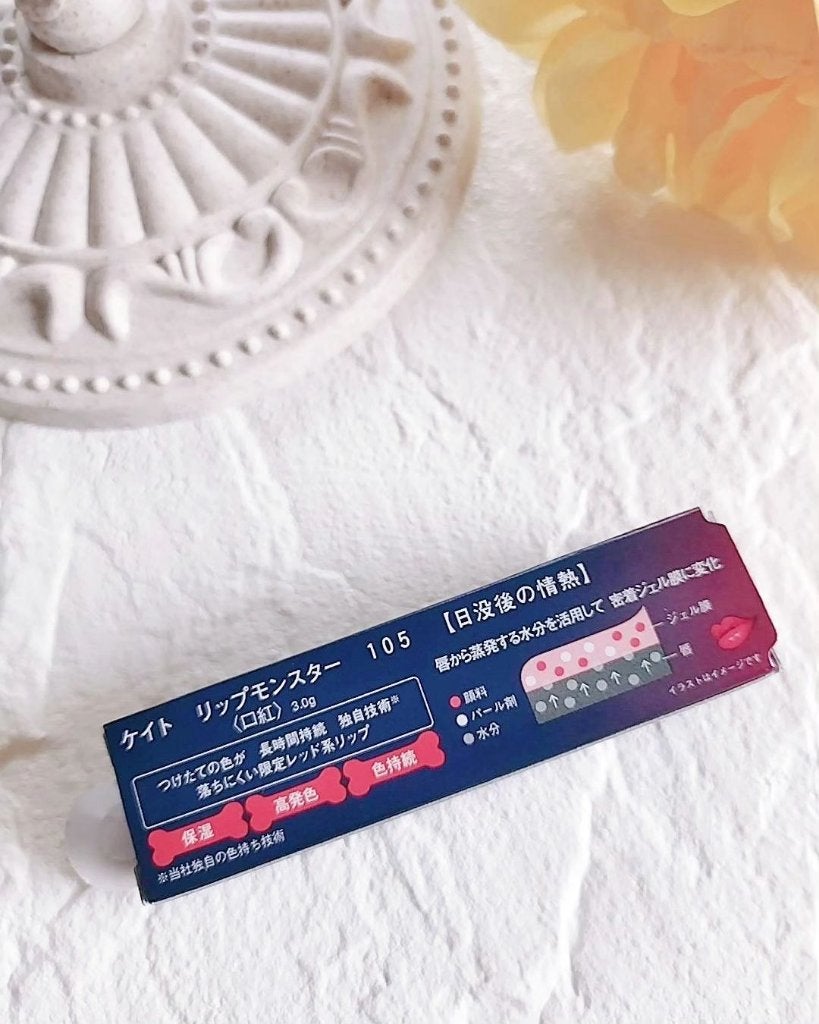 ケイト リップモンスター 105 【日没後の情熱】
〈口紅〉 3.0g
つけたての色が 長時間持続 独自技術※
落ちにくい限定レッド系リップ
保湿 高発色 色持続
※当社独自の色持ち技術
唇から蒸発する水分を活用して 密着ジェル膜に変化
顔料
パール剤
水分
ジェル膜
唇
イラストはイメージです